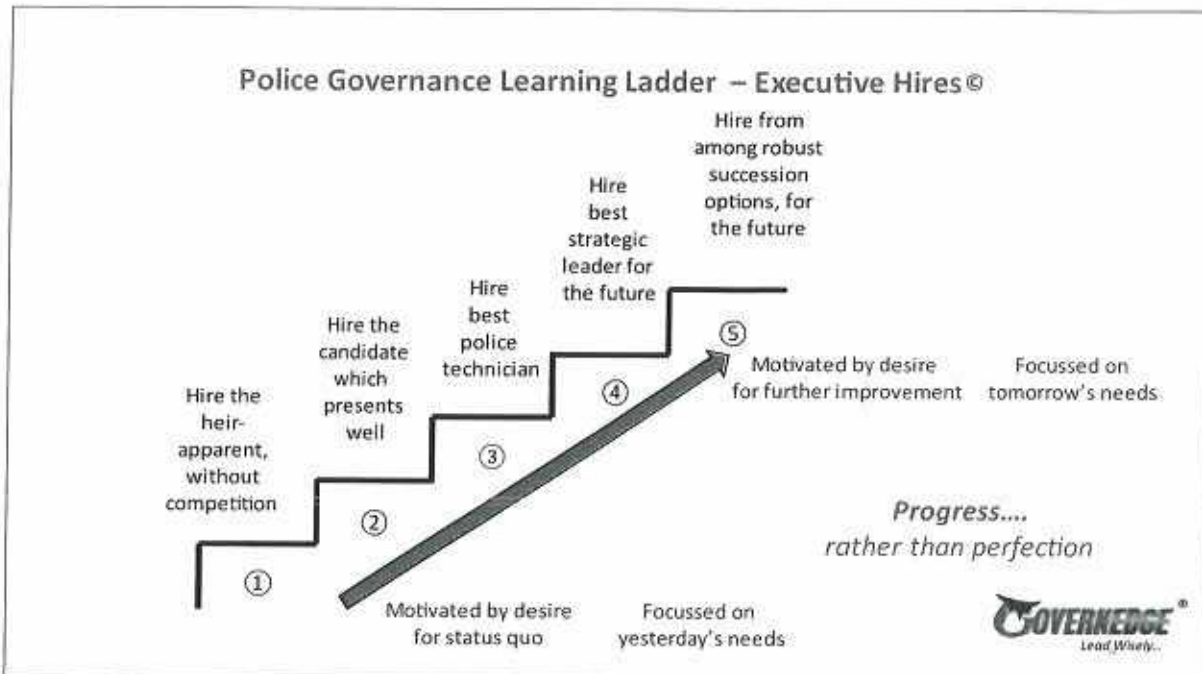 Police Governance Learning Ladder – Executive Hires©
Hire from
among robust
succession
options, for
the future
Hire
best
strategic
leader for
the future
Hire
best
police
technician
Hire the
candidate
which
presents
well
Hire the
heir-
apparent,
without
competition
5
4
3
2
1
Motivated by desire
for further improvement
Focussed on
tomorrow's needs
Progress....
rather than perfection
Motivated by desire
for status quo
Focussed on
yesterday's needs
GOVERNEDGE®
Lead Wisely..